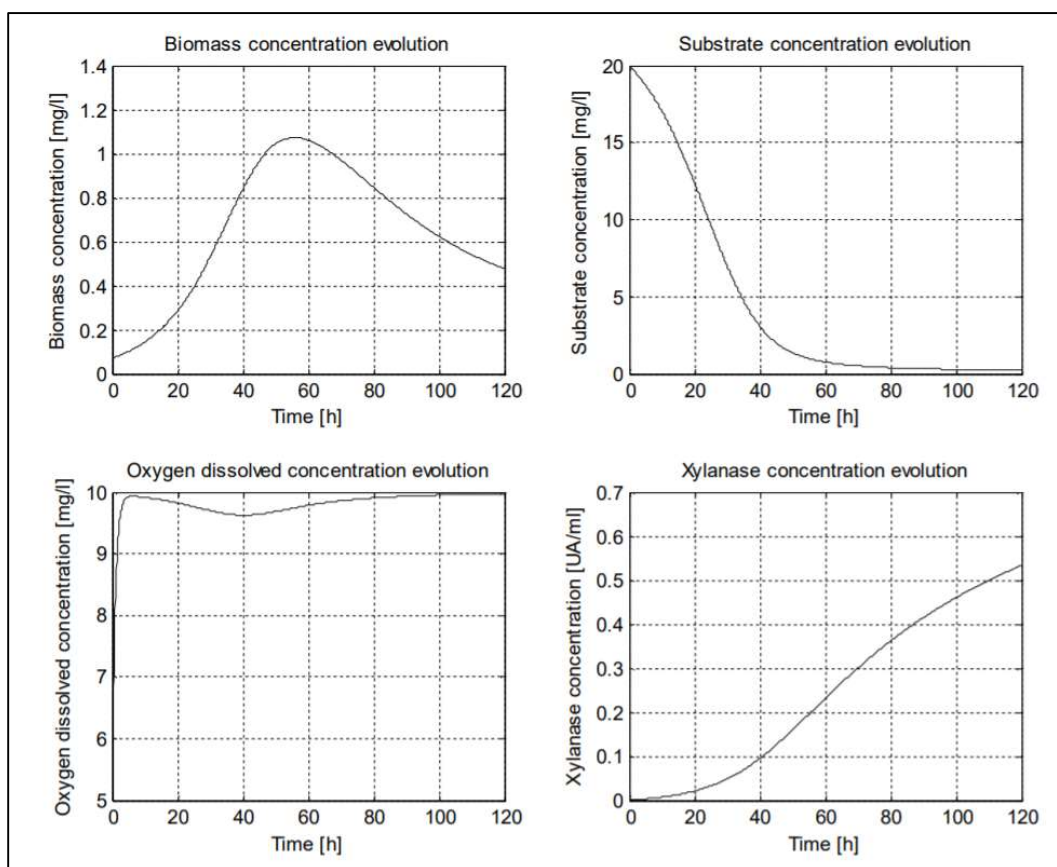 Biomass concentration evolution
Biomass concentration [mg/l]
1.4
1.2
1
0.8
0.6
0.4
0.2
0
0 20 40 60 80 100 120
Time [h]
Substrate concentration evolution
Substrate concentration [mg/l]
20
15
10
5
0
0 20 40 60 80 100 120
Time [h]
Oxygen dissolved concentration evolution
Oxygen dissolved concentration [mg/l]
10
9
8
7
6
5
0 20 40 60 80 100 120
Time [h]
Xylanase concentration evolution
Xylanase concentration [UA/ml]
0.7
0.6
0.5
0.4
0.3
0.2
0.1
0
0 20 40 60 80 100 120
Time [h]